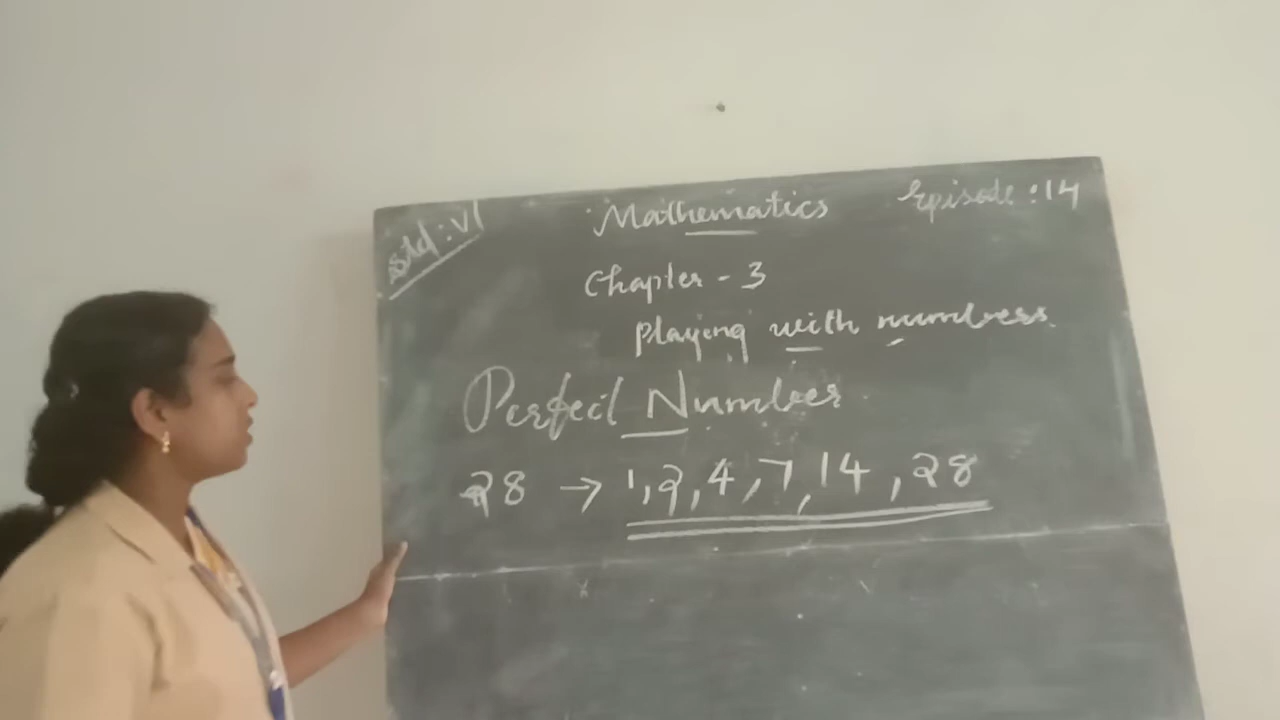 Std: VI
Mathematics
Episode: 14
Chapter - 3
Playing with numbers
Perfect Number
28 → 1, 2, 4, 7, 14, 28